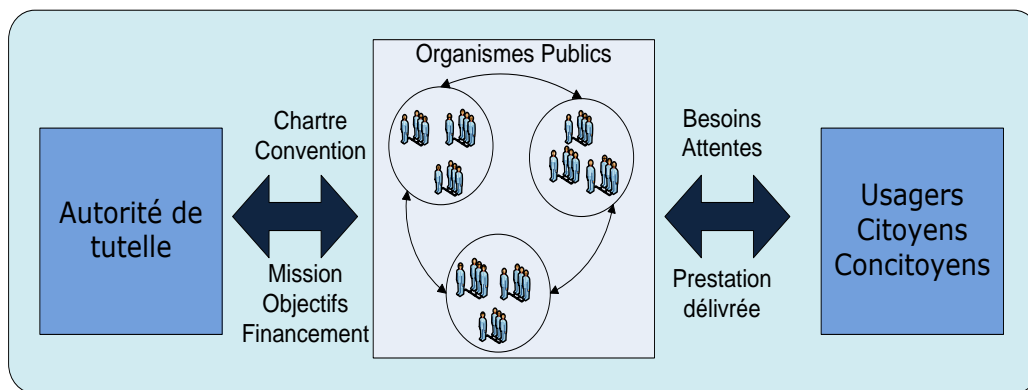 Organismes Publics
Chartre
Convention
Autorité de
tutelle
Mission
Objectifs
Financement
Besoins
Attentes
Prestation
délivrée
Usagers
Citoyens
Concitoyens